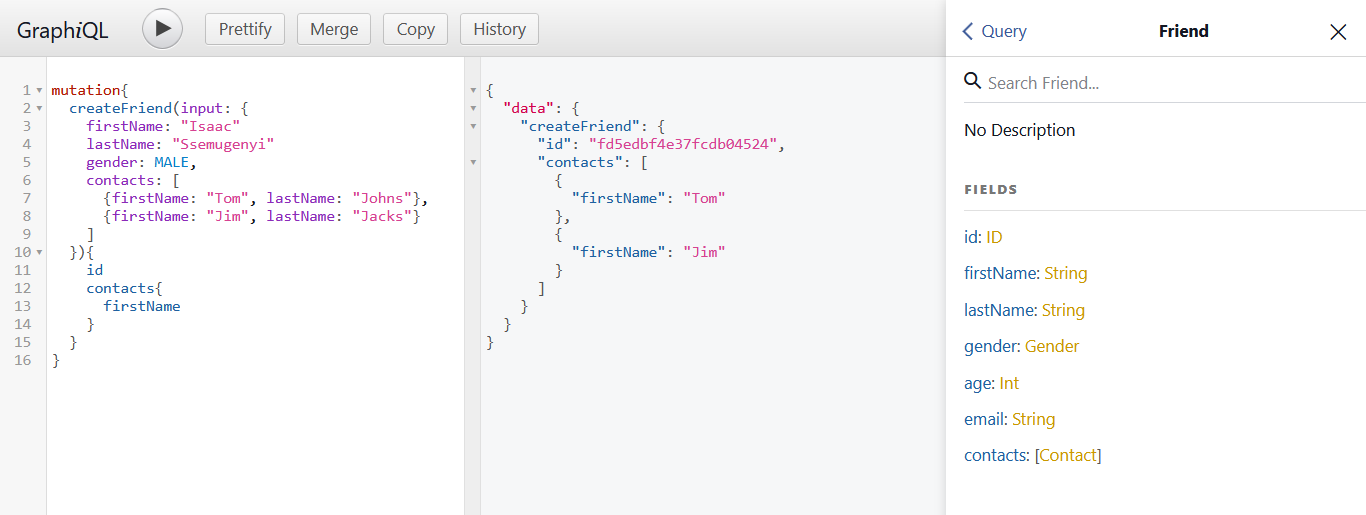 GraphiQL
Prettify
Merge
Copy
History
1 mutation{
2 createFriend(input: {
3 firstName: "Isaac"
4 lastName: "Ssemugenyi"
5 gender: MALE,
6 contacts: [
7 {firstName: "Tom", lastName: "Johns"},
8 {firstName: "Jim", lastName: "Jacks"}
9 ]
10 }){
11 id
12 contacts{
13 firstName
14 }
15 }
16 }
{
"data": {
"createFriend": {
"id": "fd5edbf4e37fcdb04524",
"contacts": [
{
"firstName": "Tom"
},
{
"firstName": "Jim"
}
]
}
}
}
Query
Friend
Search Friend...
No Description
FIELDS
id: ID
firstName: String
lastName: String
gender: Gender
age: Int
email: String
contacts: [Contact]